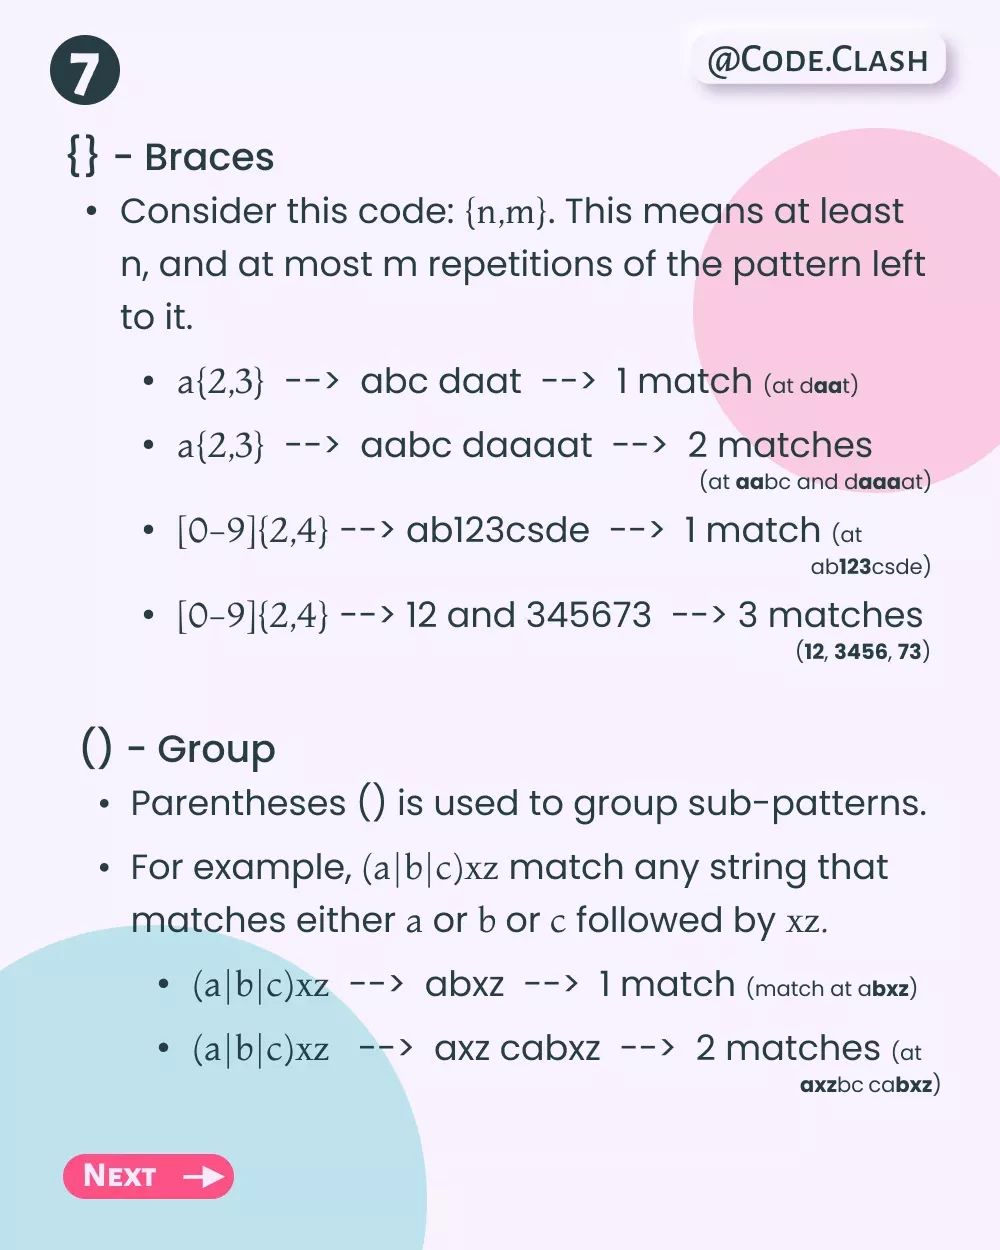 7
@Code.Clash
{} - Braces
• Consider this code: {n,m}. This means at least
n, and at most m repetitions of the pattern left
to it.
• a{2,3} --> abc daat --> 1 match (at daat)
• a{2,3} --> aabc daaaat --> 2 matches
(at aabc and daaaat)
• [0–9]{2,4} --> ab123csde --> 1 match (at
ab123csde)
• [0–9]{2,4} --> 12 and 345673 --> 3 matches
(12, 3456, 73)
() - Group
• Parentheses () is used to group sub-patterns.
• For example, (a|b|c)xz match any string that
matches either a or b or c followed by xz.
• (a|b|c)xz --> abxz --> 1 match (match at abxz)
• (a|b|c)xz --> axz cabxz --> 2 matches (at
axzbc cabxz)
Next →